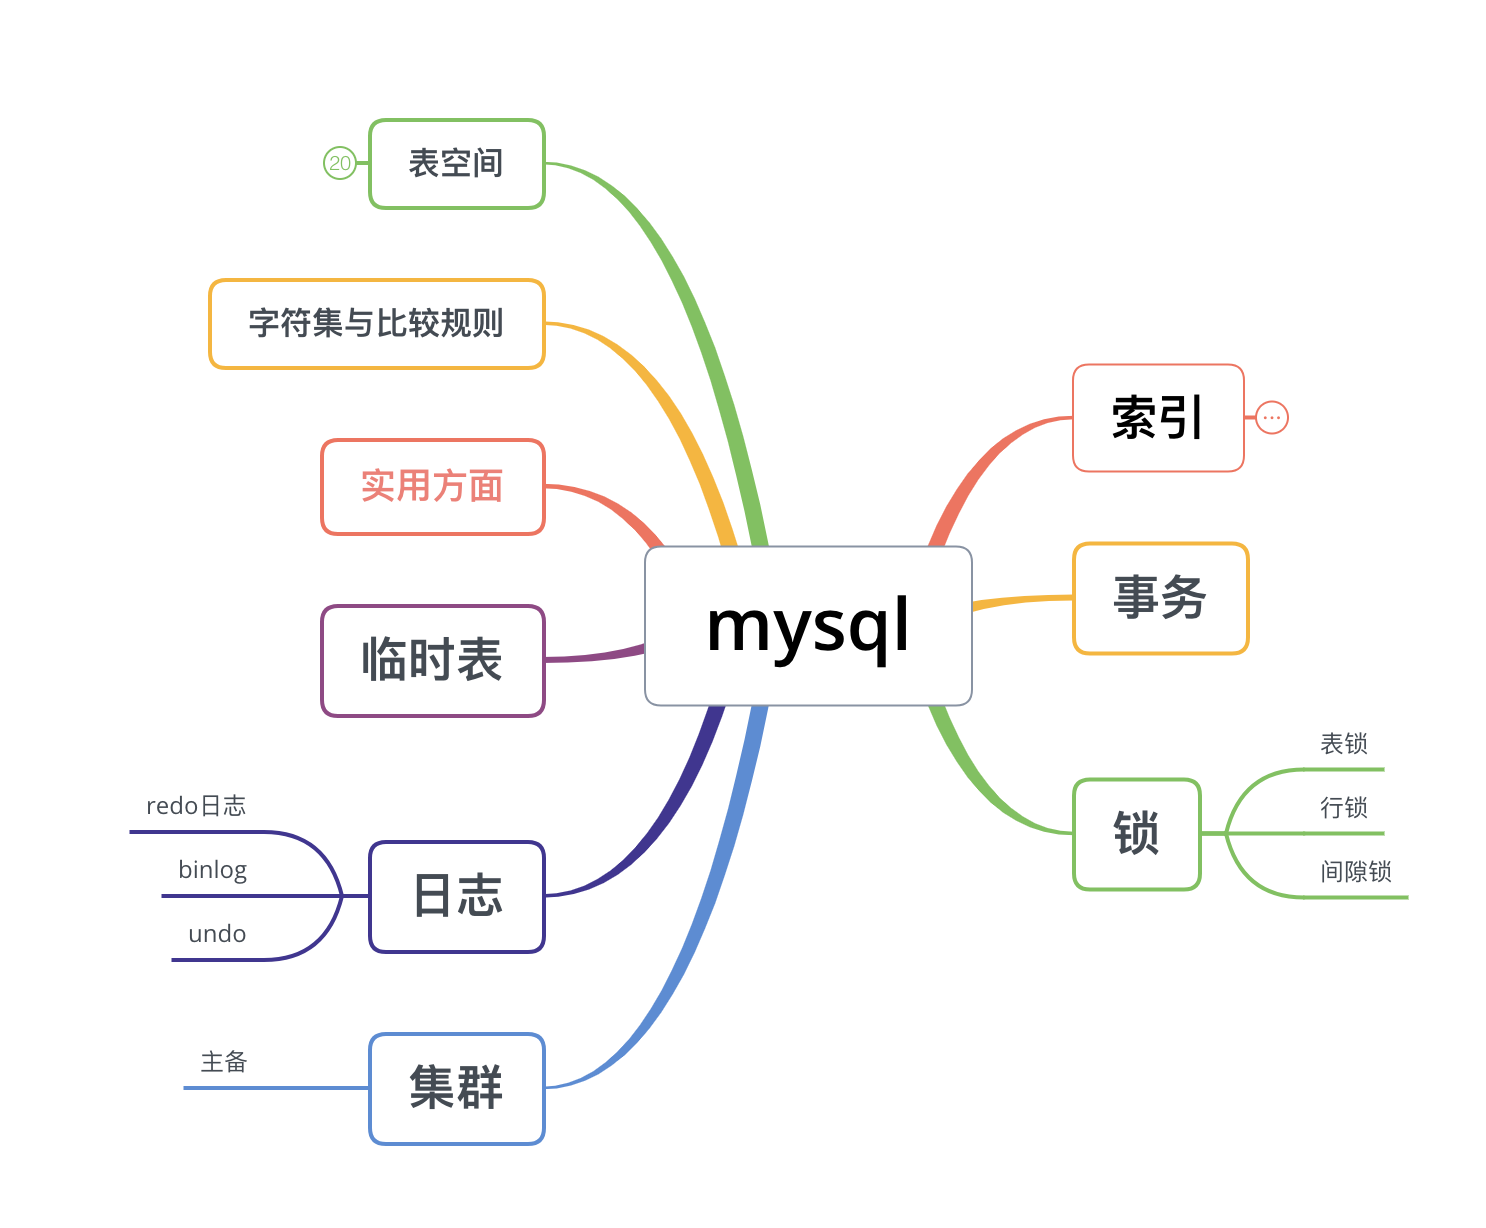 表空间
20
字符集与比较规则
实用方面
临时表
redo日志
binlog
undo
日志
主备
集群
mysql
索引
...
事务
锁
表锁
行锁
间隙锁